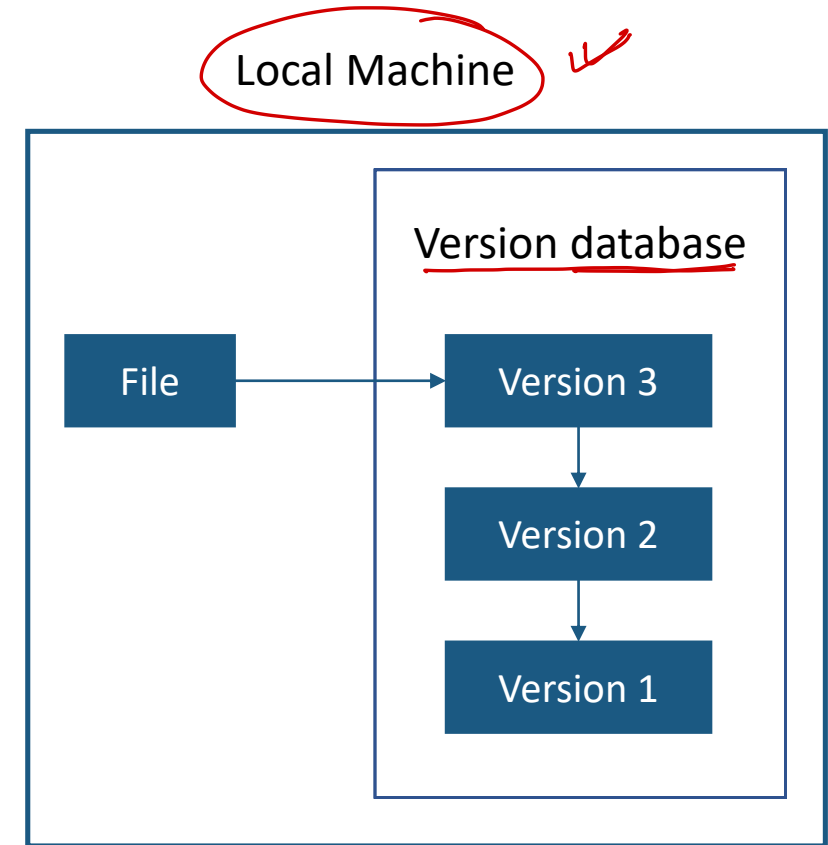 Local Machine
Version database
File
Version 3
Version 2
Version 1